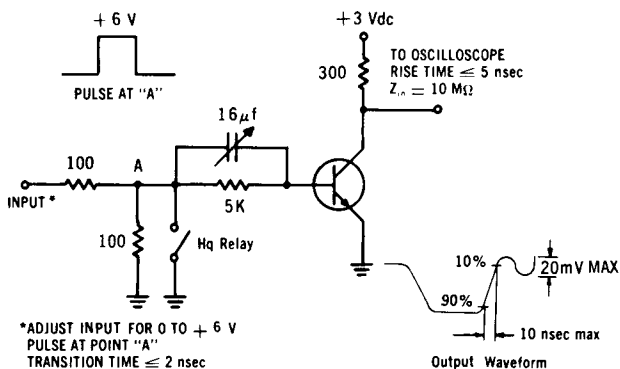 + 6 V
PULSE AT "A"
+3 Vdc
300
TO OSCILLOSCOPE
RISE TIME ≦ 5 nsec
Zin = 10 MΩ
16μf
100
A
INPUT*
5K
100
Hq Relay
10%
20mV MAX
90%
10 nsec max
*ADJUST INPUT FOR 0 TO + 6 V
PULSE AT POINT "A"
TRANSITION TIME ≦ 2 nsec
Output Waveform